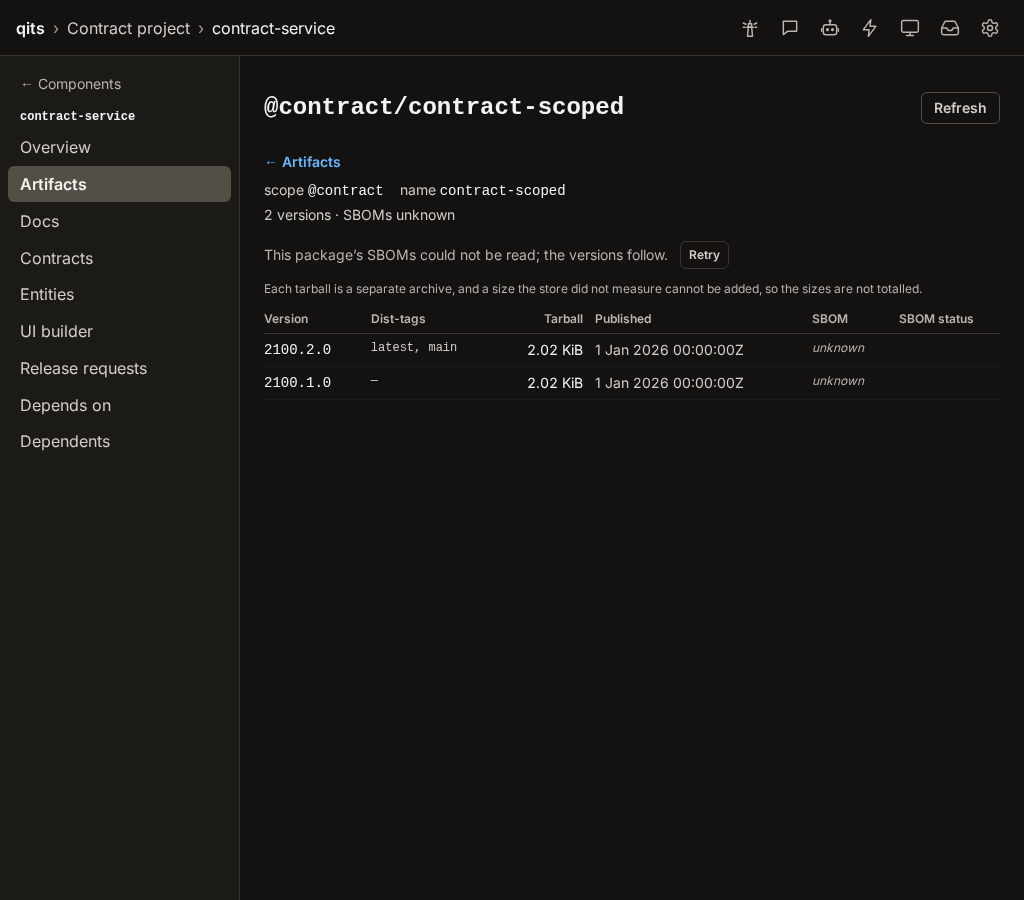 qits › Contract project › contract-service
← Components
contract-service
Overview
Artifacts
Docs
Contracts
Entities
UI builder
Release requests
Depends on
Dependents
@contract/contract-scoped
Refresh
← Artifacts
scope @contract name contract-scoped
2 versions · SBOMs unknown
This package’s SBOMs could not be read; the versions follow. Retry
Each tarball is a separate archive, and a size the store did not measure cannot be added, so the sizes are not totalled.
Version Dist-tags Tarball Published SBOM SBOM status
2100.2.0 latest, main 2.02 KiB 1 Jan 2026 00:00:00Z unknown
2100.1.0 — 2.02 KiB 1 Jan 2026 00:00:00Z unknown